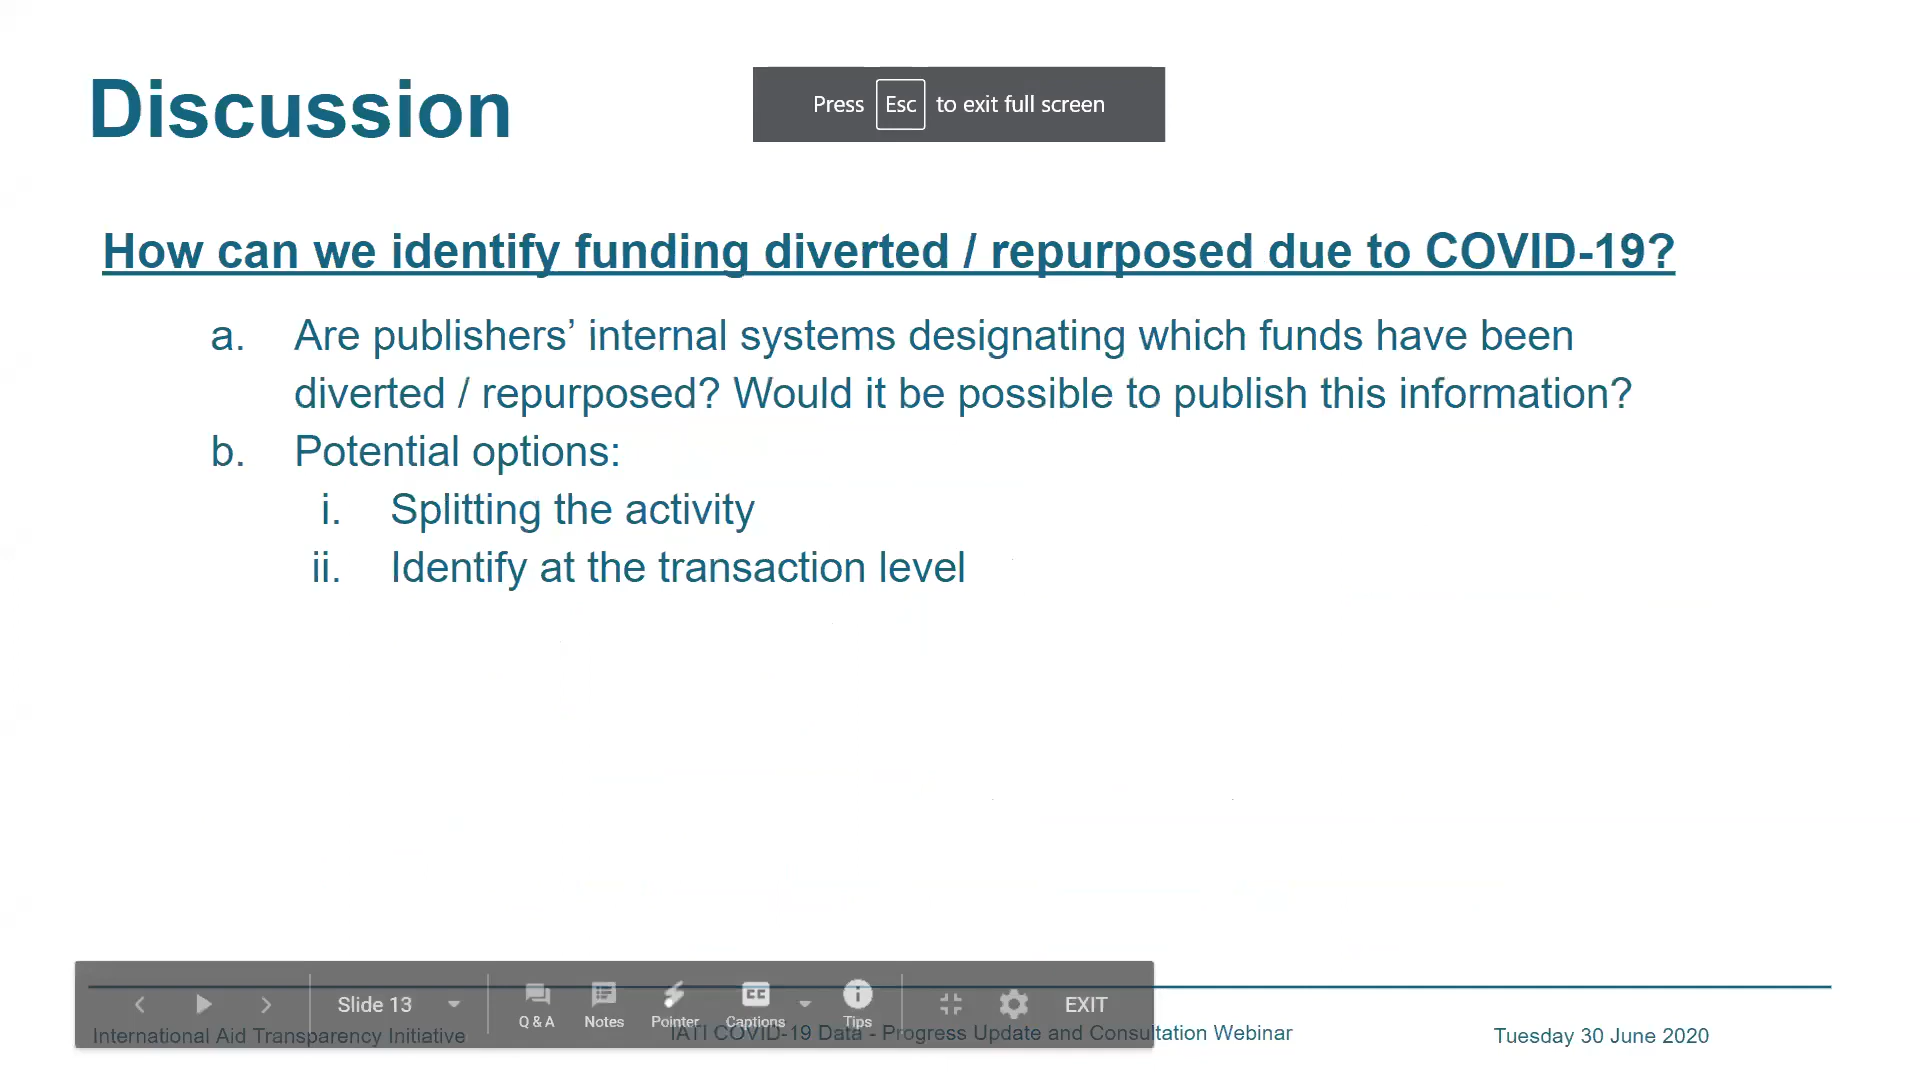 Discussion
Press Esc to exit full screen
How can we identify funding diverted / repurposed due to COVID-19?
a. Are publishers’ internal systems designating which funds have been
diverted / repurposed? Would it be possible to publish this information?
b. Potential options:
i. Splitting the activity
ii. Identify at the transaction level
Slide 13
Q & A
Notes
Pointer
Captions
Tips
EXIT
International Aid Transparency Initiative
IATI COVID-19 Data - Progress Update and Consultation Webinar
Tuesday 30 June 2020